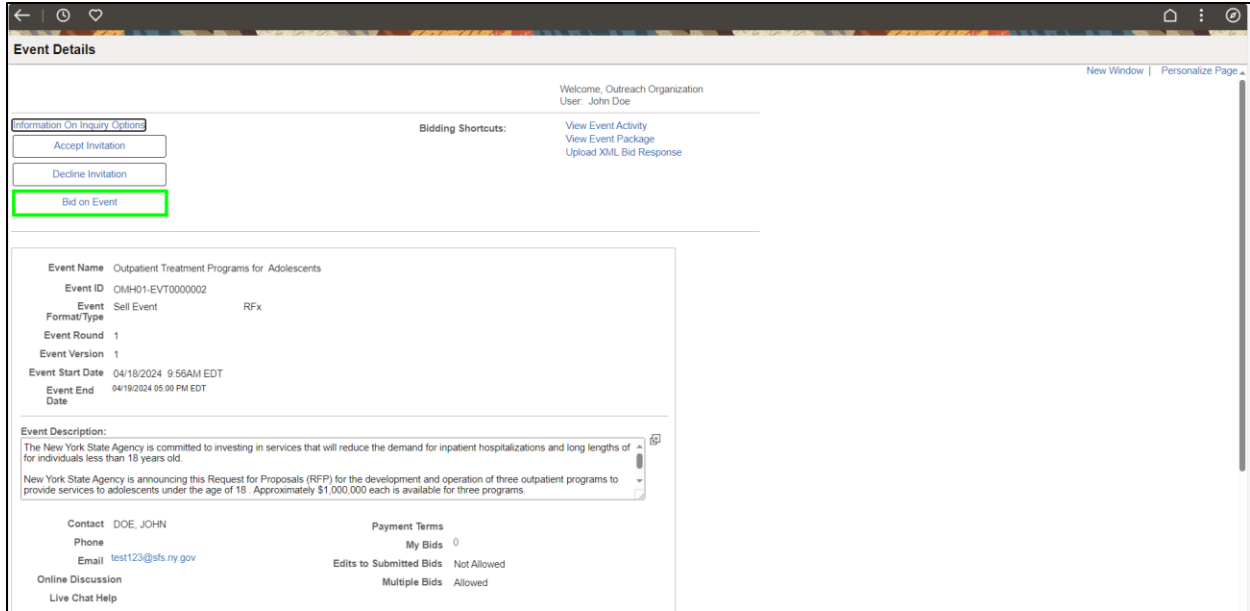 Event Details
New Window | Personalize Page
Welcome, Outreach Organization
User: John Doe
Information On Inquiry Options
Bidding Shortcuts:
View Event Activity
View Event Package
Upload XML Bid Response
Accept Invitation
Decline Invitation
Bid on Event
Event Name Outpatient Treatment Programs for Adolescents
Event ID OMH01-EVT0000002
Event Format/Type Sell Event RFx
Event Round 1
Event Version 1
Event Start Date 04/18/2024 9:56AM EDT
Event End Date 04/19/2024 05:00 PM EDT
Event Description:
The New York State Agency is committed to investing in services that will reduce the demand for inpatient hospitalizations and long lengths of
for individuals less than 18 years old.
New York State Agency is announcing this Request for Proposals (RFP) for the development and operation of three outpatient programs to
provide services to adolescents under the age of 18 . Approximately $1,000,000 each is available for three programs.
Contact DOE, JOHN
Phone
Email test123@sfs.ny.gov
Online Discussion
Live Chat Help
Payment Terms
My Bids 0
Edits to Submitted Bids Not Allowed
Multiple Bids Allowed